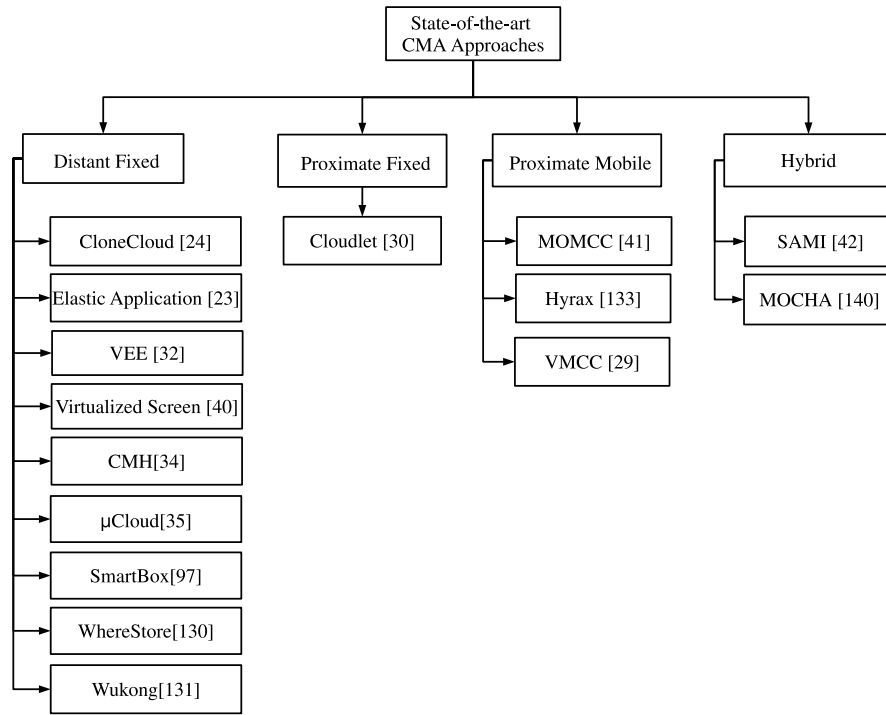 State-of-the-art
CMA Approaches
Distant Fixed
Proximate Fixed
Proximate Mobile
Hybrid
CloneCloud [24]
Elastic Application [23]
VEE [32]
Virtualized Screen [40]
CMH[34]
µCloud[35]
SmartBox[97]
WhereStore[130]
Wukong[131]
Cloudlet [30]
MOMCC [41]
Hyrax [133]
VMCC [29]
SAMI [42]
MOCHA [140]